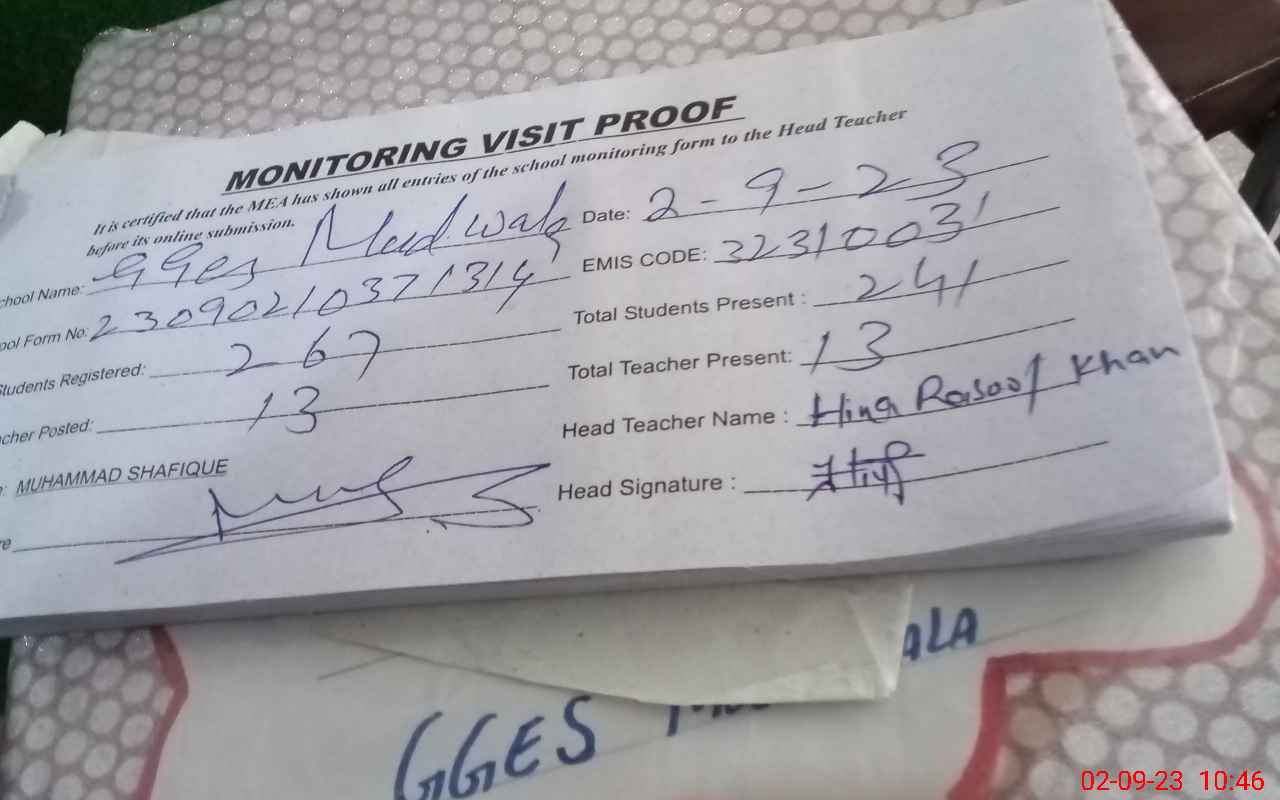 MONITORING VISIT PROOF
It is certified that the MEA has shown all entries of the school monitoring form to the Head Teacher
before its online submission.
chool Name: GGES Date: 2-9-23
ool Form No: 23090210371314 EMIS CODE: 32310031
Students Registered: 267 Total Students Present : 241
cher Posted: 13 Total Teacher Present: 13
: MUHAMMAD SHAFIQUE Head Teacher Name : Hina Rasool Khan
re Head Signature :
ALA
GGES
02-09-23 10:46